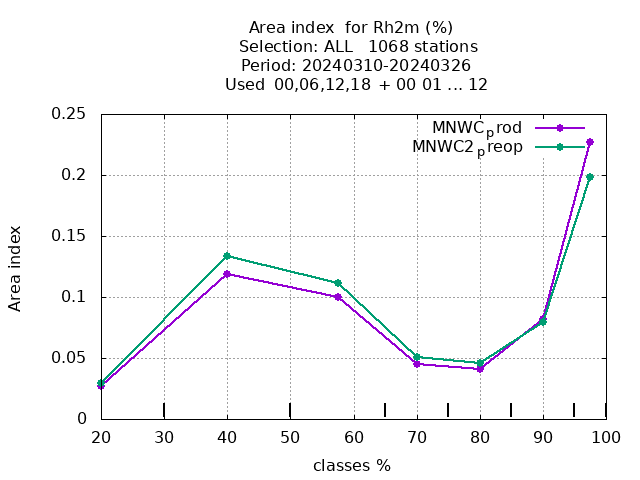 Area index  for Rh2m (%)
Selection: ALL   1068 stations
Period: 20240310-20240326
Used  00,06,12,18  + 00 01 ... 12
MNWCprod
MNWC2preop
0.25
0.2
0.15
0.1
0.05
0
Area index
20 30 40 50 60 70 80 90 100
classes %